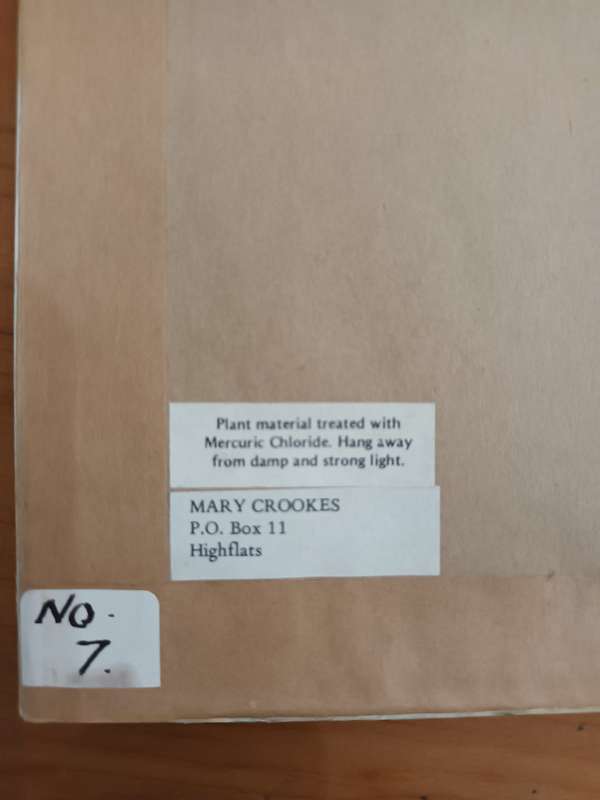 Plant material treated with
Mercuric Chloride. Hang away
from damp and strong light.
MARY CROOKES
P.O. Box 11
Highflats
NO.
7.